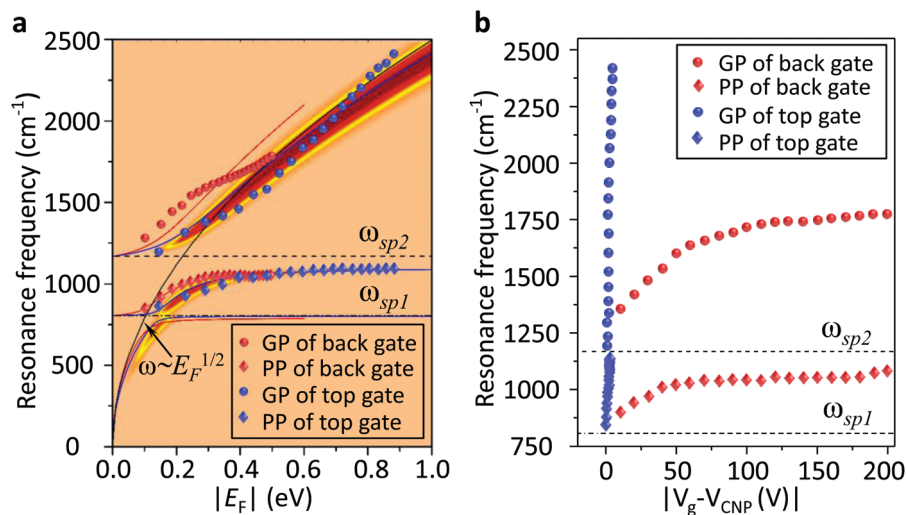 a
2500
2000
1500
1000
500
0
Resonance frequency (cm⁻¹)
ω_sp2
ω_sp1
ω~E_F^1/2
GP of back gate
PP of back gate
GP of top gate
PP of top gate
0.0 0.2 0.4 0.6 0.8 1.0
|E_F| (eV)
b
2500
2250
2000
1750
1500
1250
1000
750
Resonance frequency (cm⁻¹)
GP of back gate
PP of back gate
GP of top gate
PP of top gate
ω_sp2
ω_sp1
0 50 100 150 200
|V_g-V_CNP (V)|